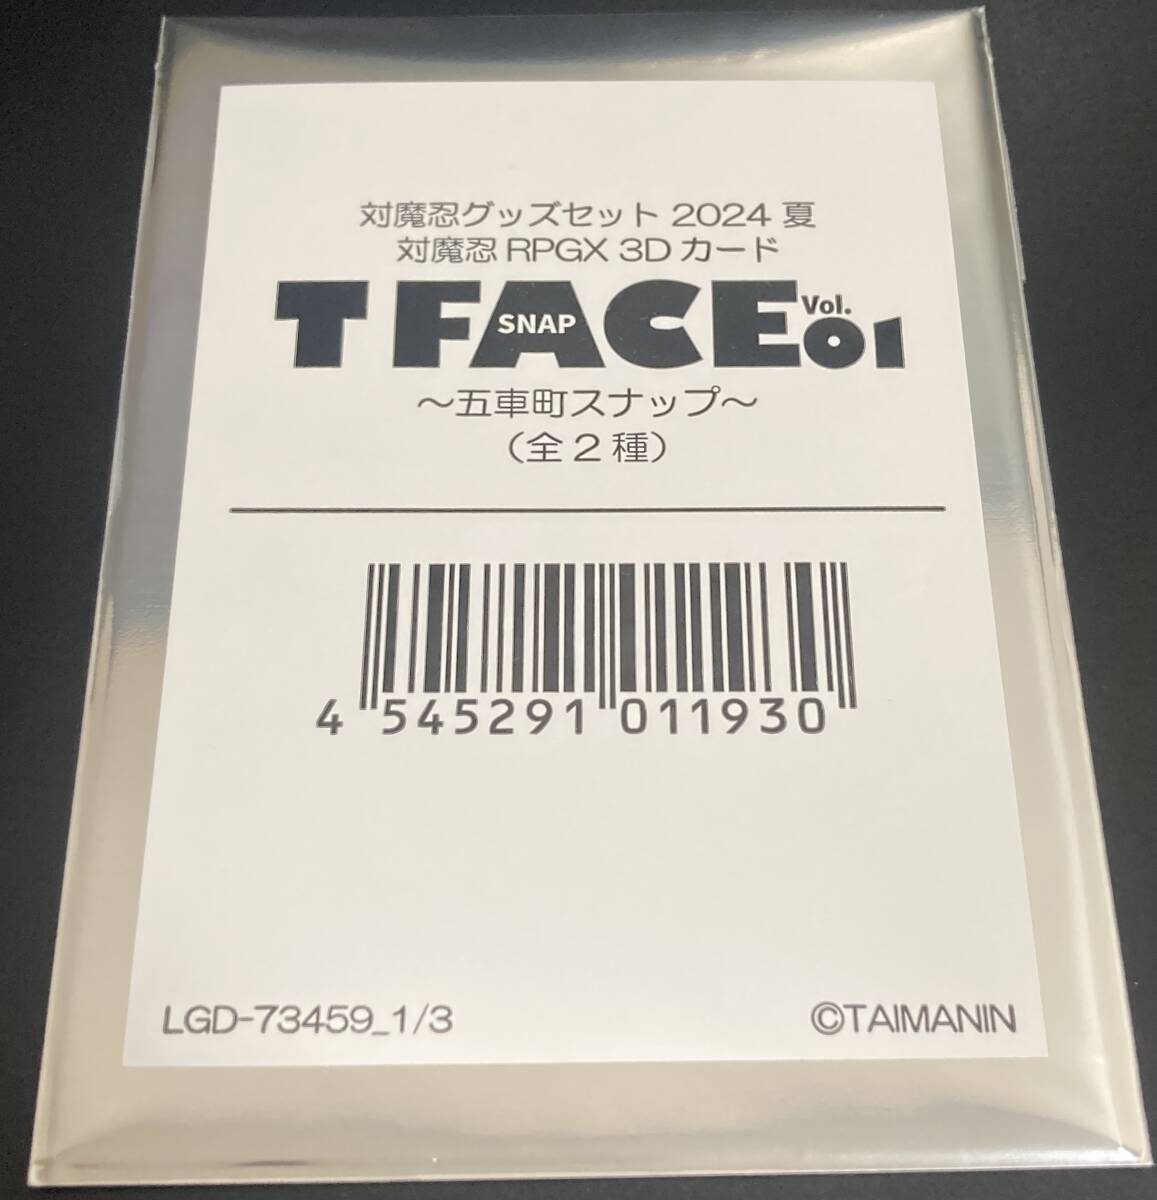 対魔忍グッズセット 2024 夏
対魔忍 RPGX 3D カード
T FACE Vol. 01
SNAP
～五車町スナップ～
（全 2 種）
4 545291 011930
LGD-73459_1/3
©TAIMANIN